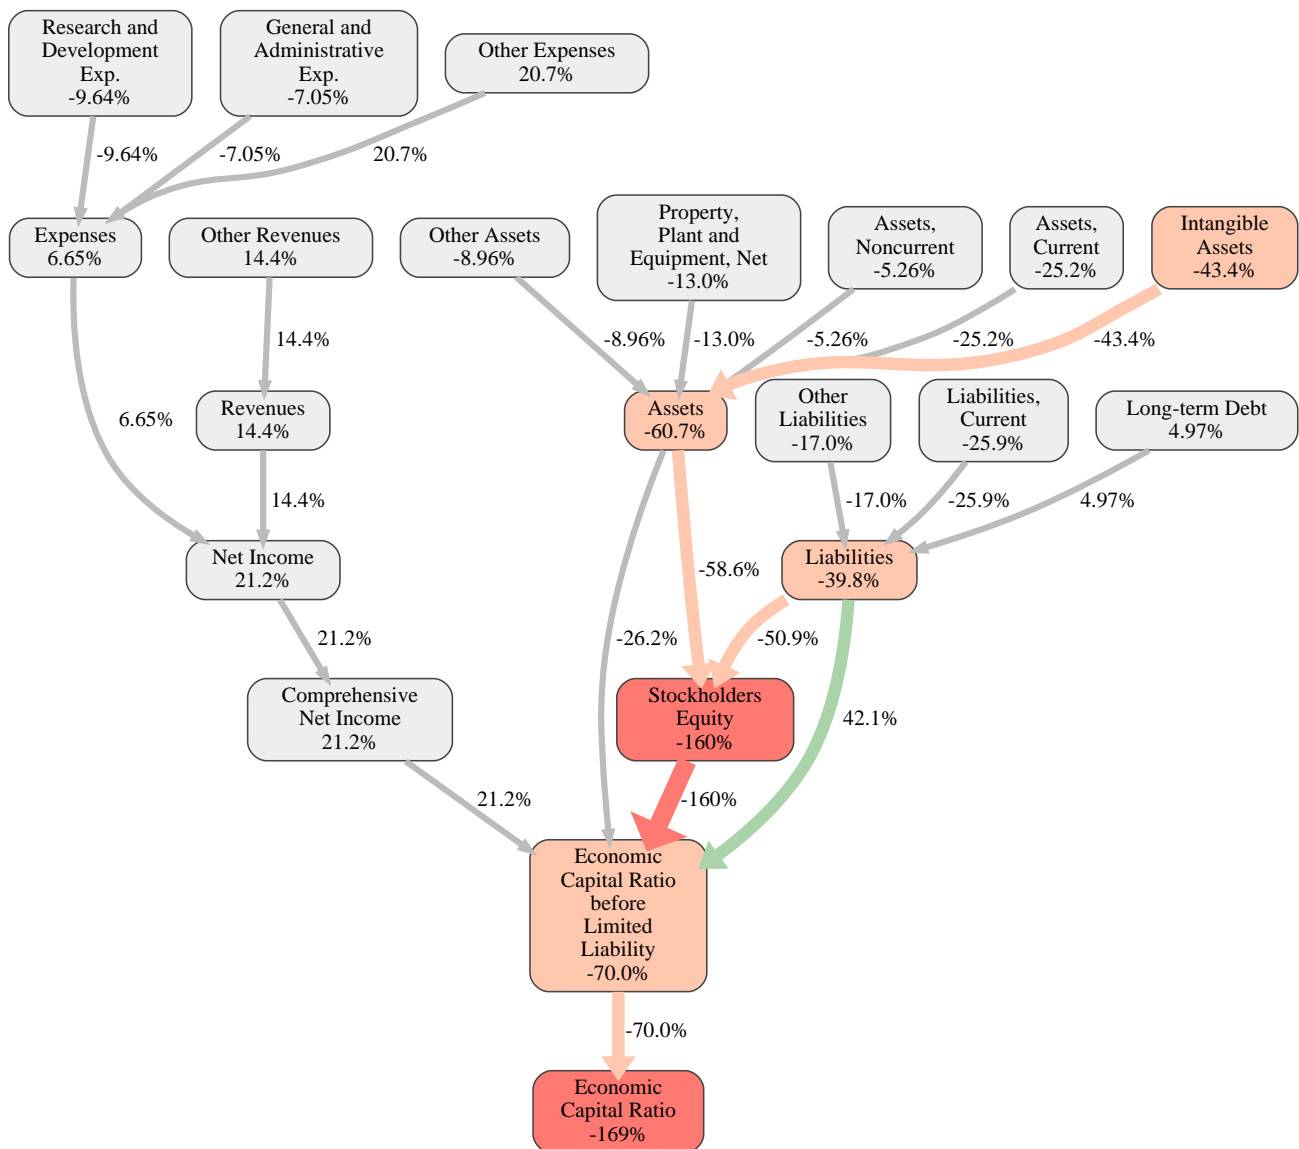 Research and
Development
Exp.
-9.64%
General and
Administrative
Exp.
-7.05%
Other Expenses
20.7%
-9.64%
-7.05%
20.7%
Expenses
6.65%
Other Revenues
14.4%
Other Assets
-8.96%
Property,
Plant and
Equipment, Net
-13.0%
Assets,
Noncurrent
-5.26%
Assets,
Current
-25.2%
Intangible
Assets
-43.4%
14.4%
-8.96%
-13.0%
-5.26%
-25.2%
-43.4%
6.65%
Revenues
14.4%
Assets
-60.7%
Other
Liabilities
-17.0%
Liabilities,
Current
-25.9%
Long-term Debt
4.97%
14.4%
-17.0%
-25.9%
4.97%
Net Income
21.2%
-58.6%
Liabilities
-39.8%
21.2%
-26.2%
-50.9%
Comprehensive
Net Income
21.2%
Stockholders
Equity
-160%
42.1%
21.2%
-160%
Economic
Capital Ratio
before
Limited
Liability
-70.0%
-70.0%
Economic
Capital Ratio
-169%